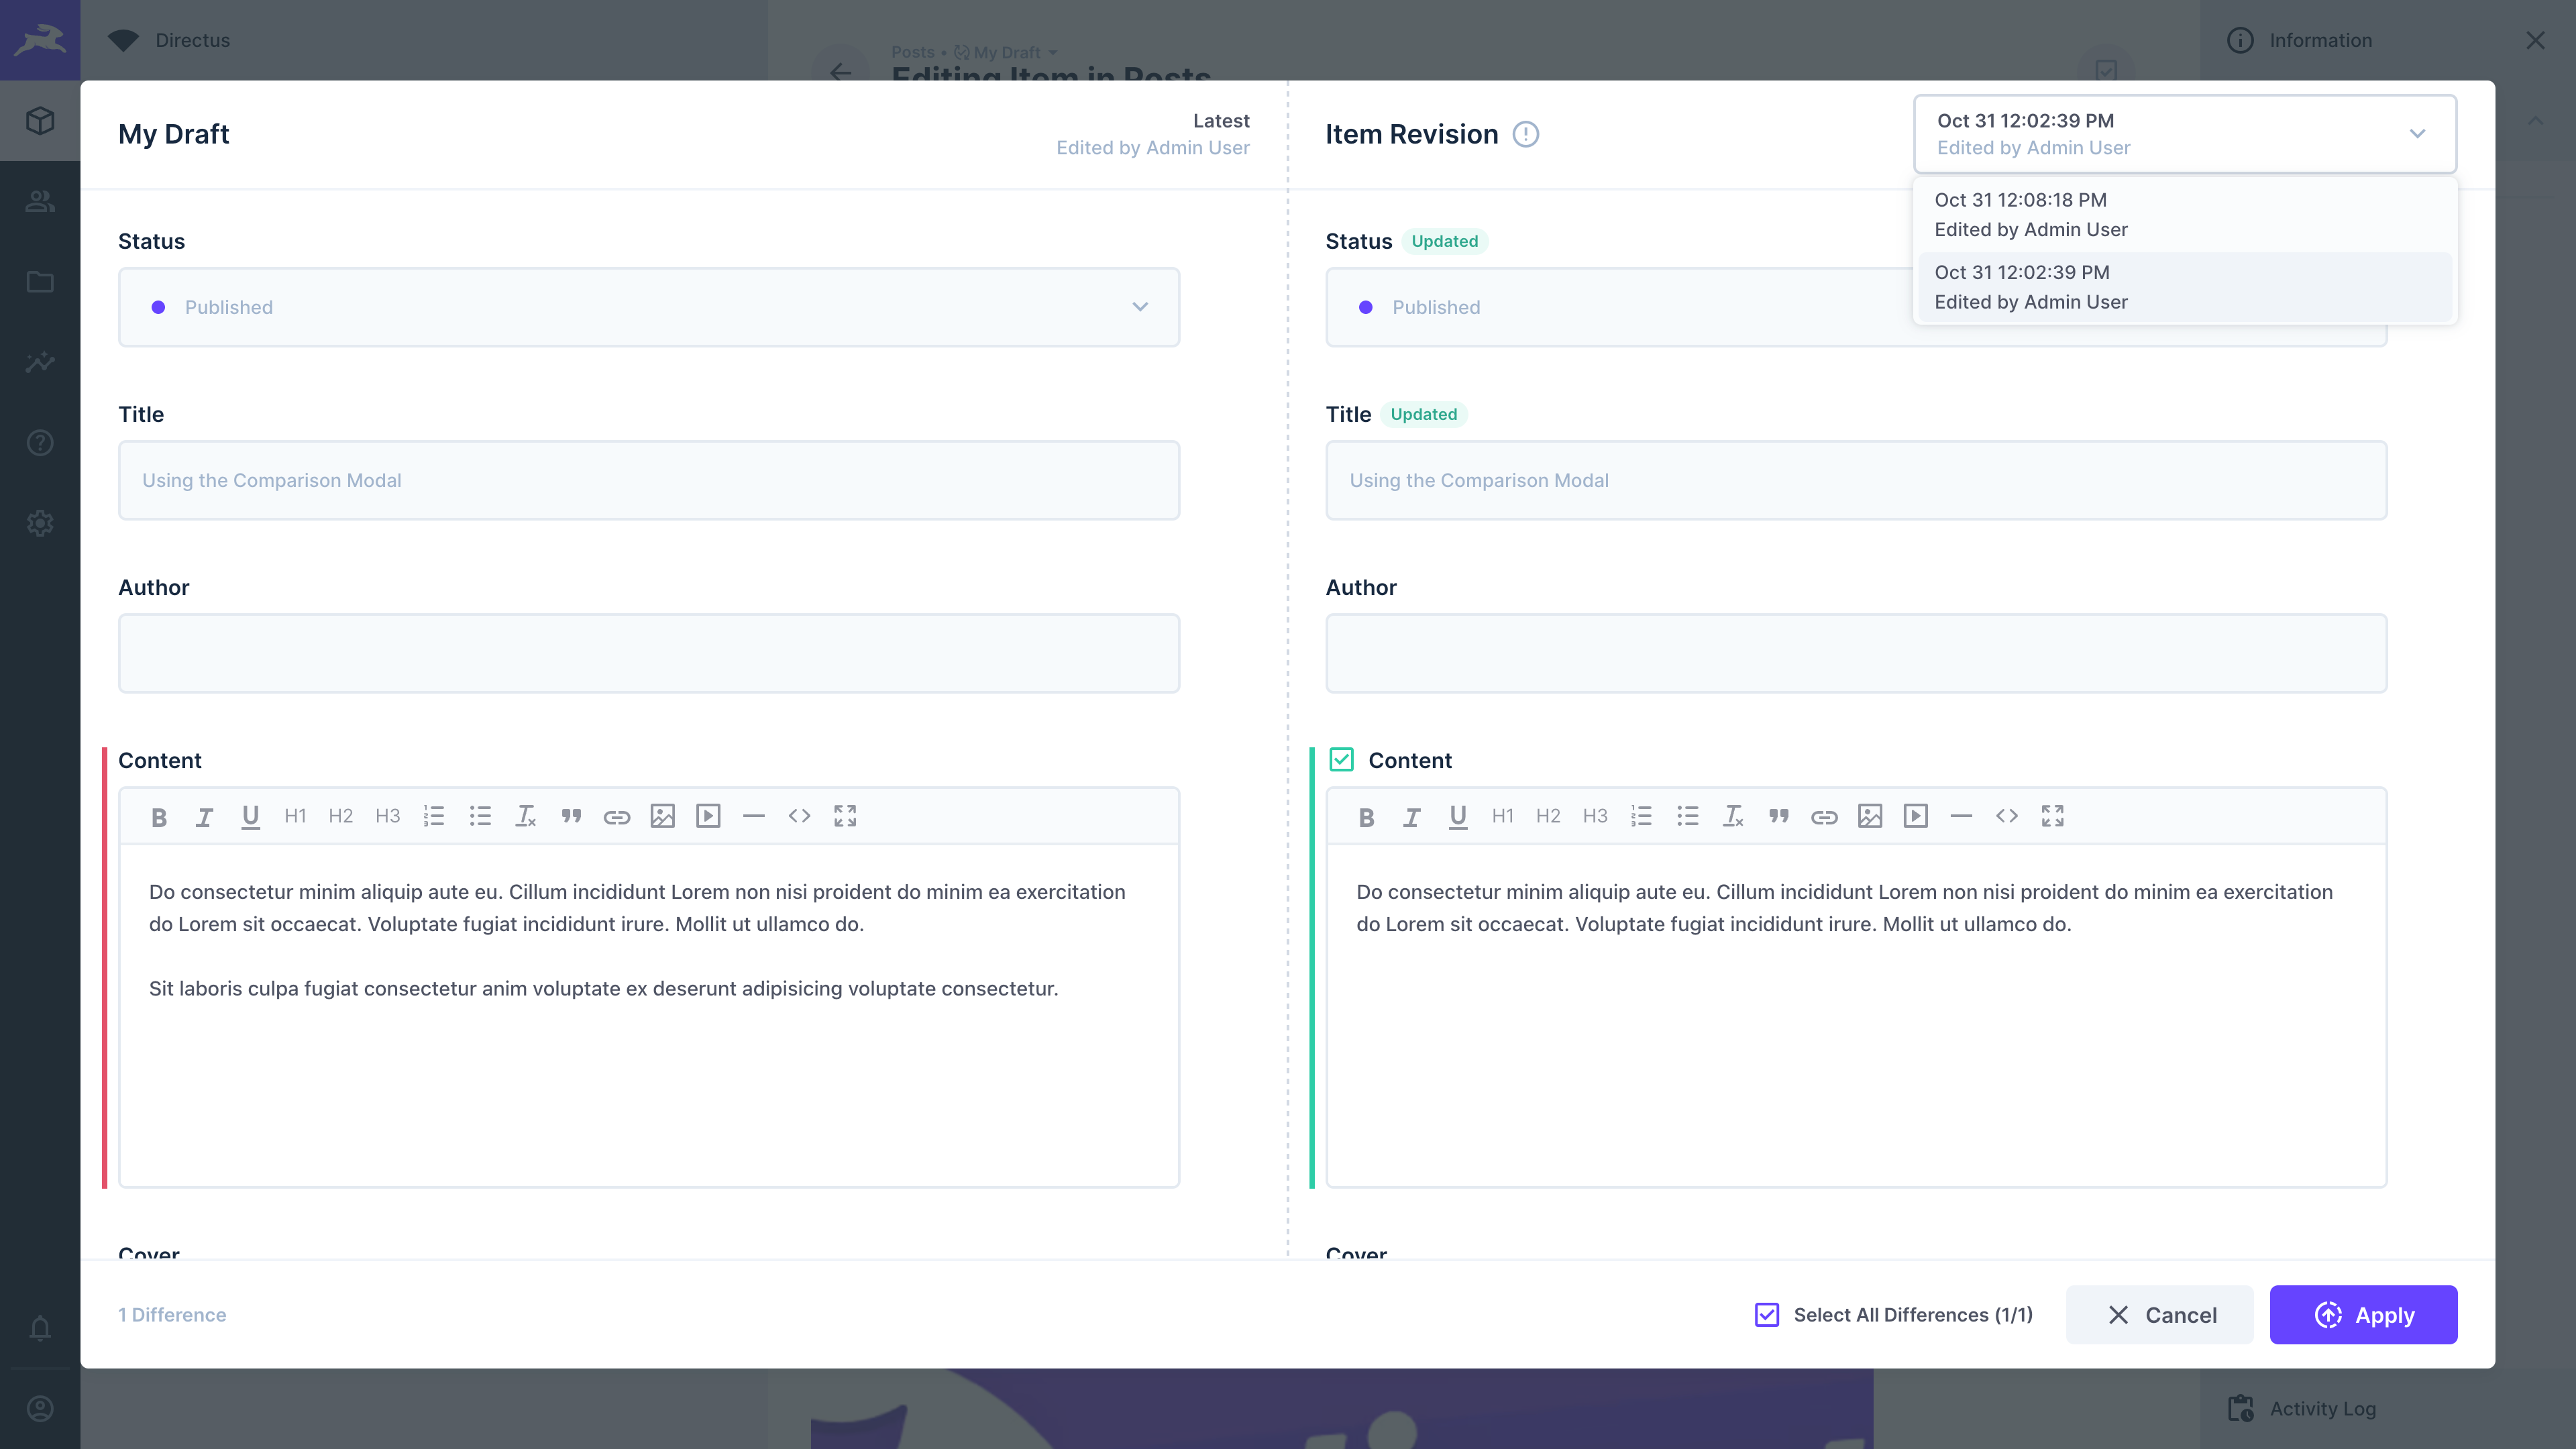 Directus
Posts • My Draft
Editing Item in Posts
Information
My Draft
Latest
Edited by Admin User
Item Revision
Oct 31 12:02:39 PM
Edited by Admin User
Oct 31 12:08:18 PM
Edited by Admin User
Oct 31 12:02:39 PM
Edited by Admin User
Status
Published
Status Updated
Published
Title
Using the Comparison Modal
Title Updated
Using the Comparison Modal
Author
Author
Content
H1 H2 H3
Do consectetur minim aliquip aute eu. Cillum incididunt Lorem non nisi proident do minim ea exercitation
do Lorem sit occaecat. Voluptate fugiat incididunt irure. Mollit ut ullamco do.
Sit laboris culpa fugiat consectetur anim voluptate ex deserunt adipisicing voluptate consectetur.
Content
H1 H2 H3
Do consectetur minim aliquip aute eu. Cillum incididunt Lorem non nisi proident do minim ea exercitation
do Lorem sit occaecat. Voluptate fugiat incididunt irure. Mollit ut ullamco do.
Cover
Cover
1 Difference
Select All Differences (1/1)
Cancel
Apply
Activity Log